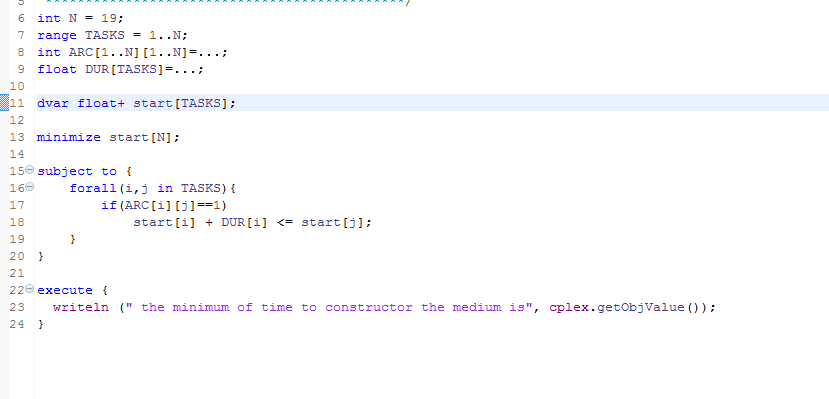 5 *********************************************/
6 int N = 19;
7 range TASKS = 1..N;
8 int ARC[1..N][1..N]=...;
9 float DUR[TASKS]=...;
10
11 dvar float+ start[TASKS];
12
13 minimize start[N];
14
15 subject to {
16 forall(i,j in TASKS){
17 if(ARC[i][j]==1)
18 start[i] + DUR[i] <= start[j];
19 }
20 }
21
22 execute {
23 writeln (" the minimum of time to constructor the medium is", cplex.getObjValue());
24 }